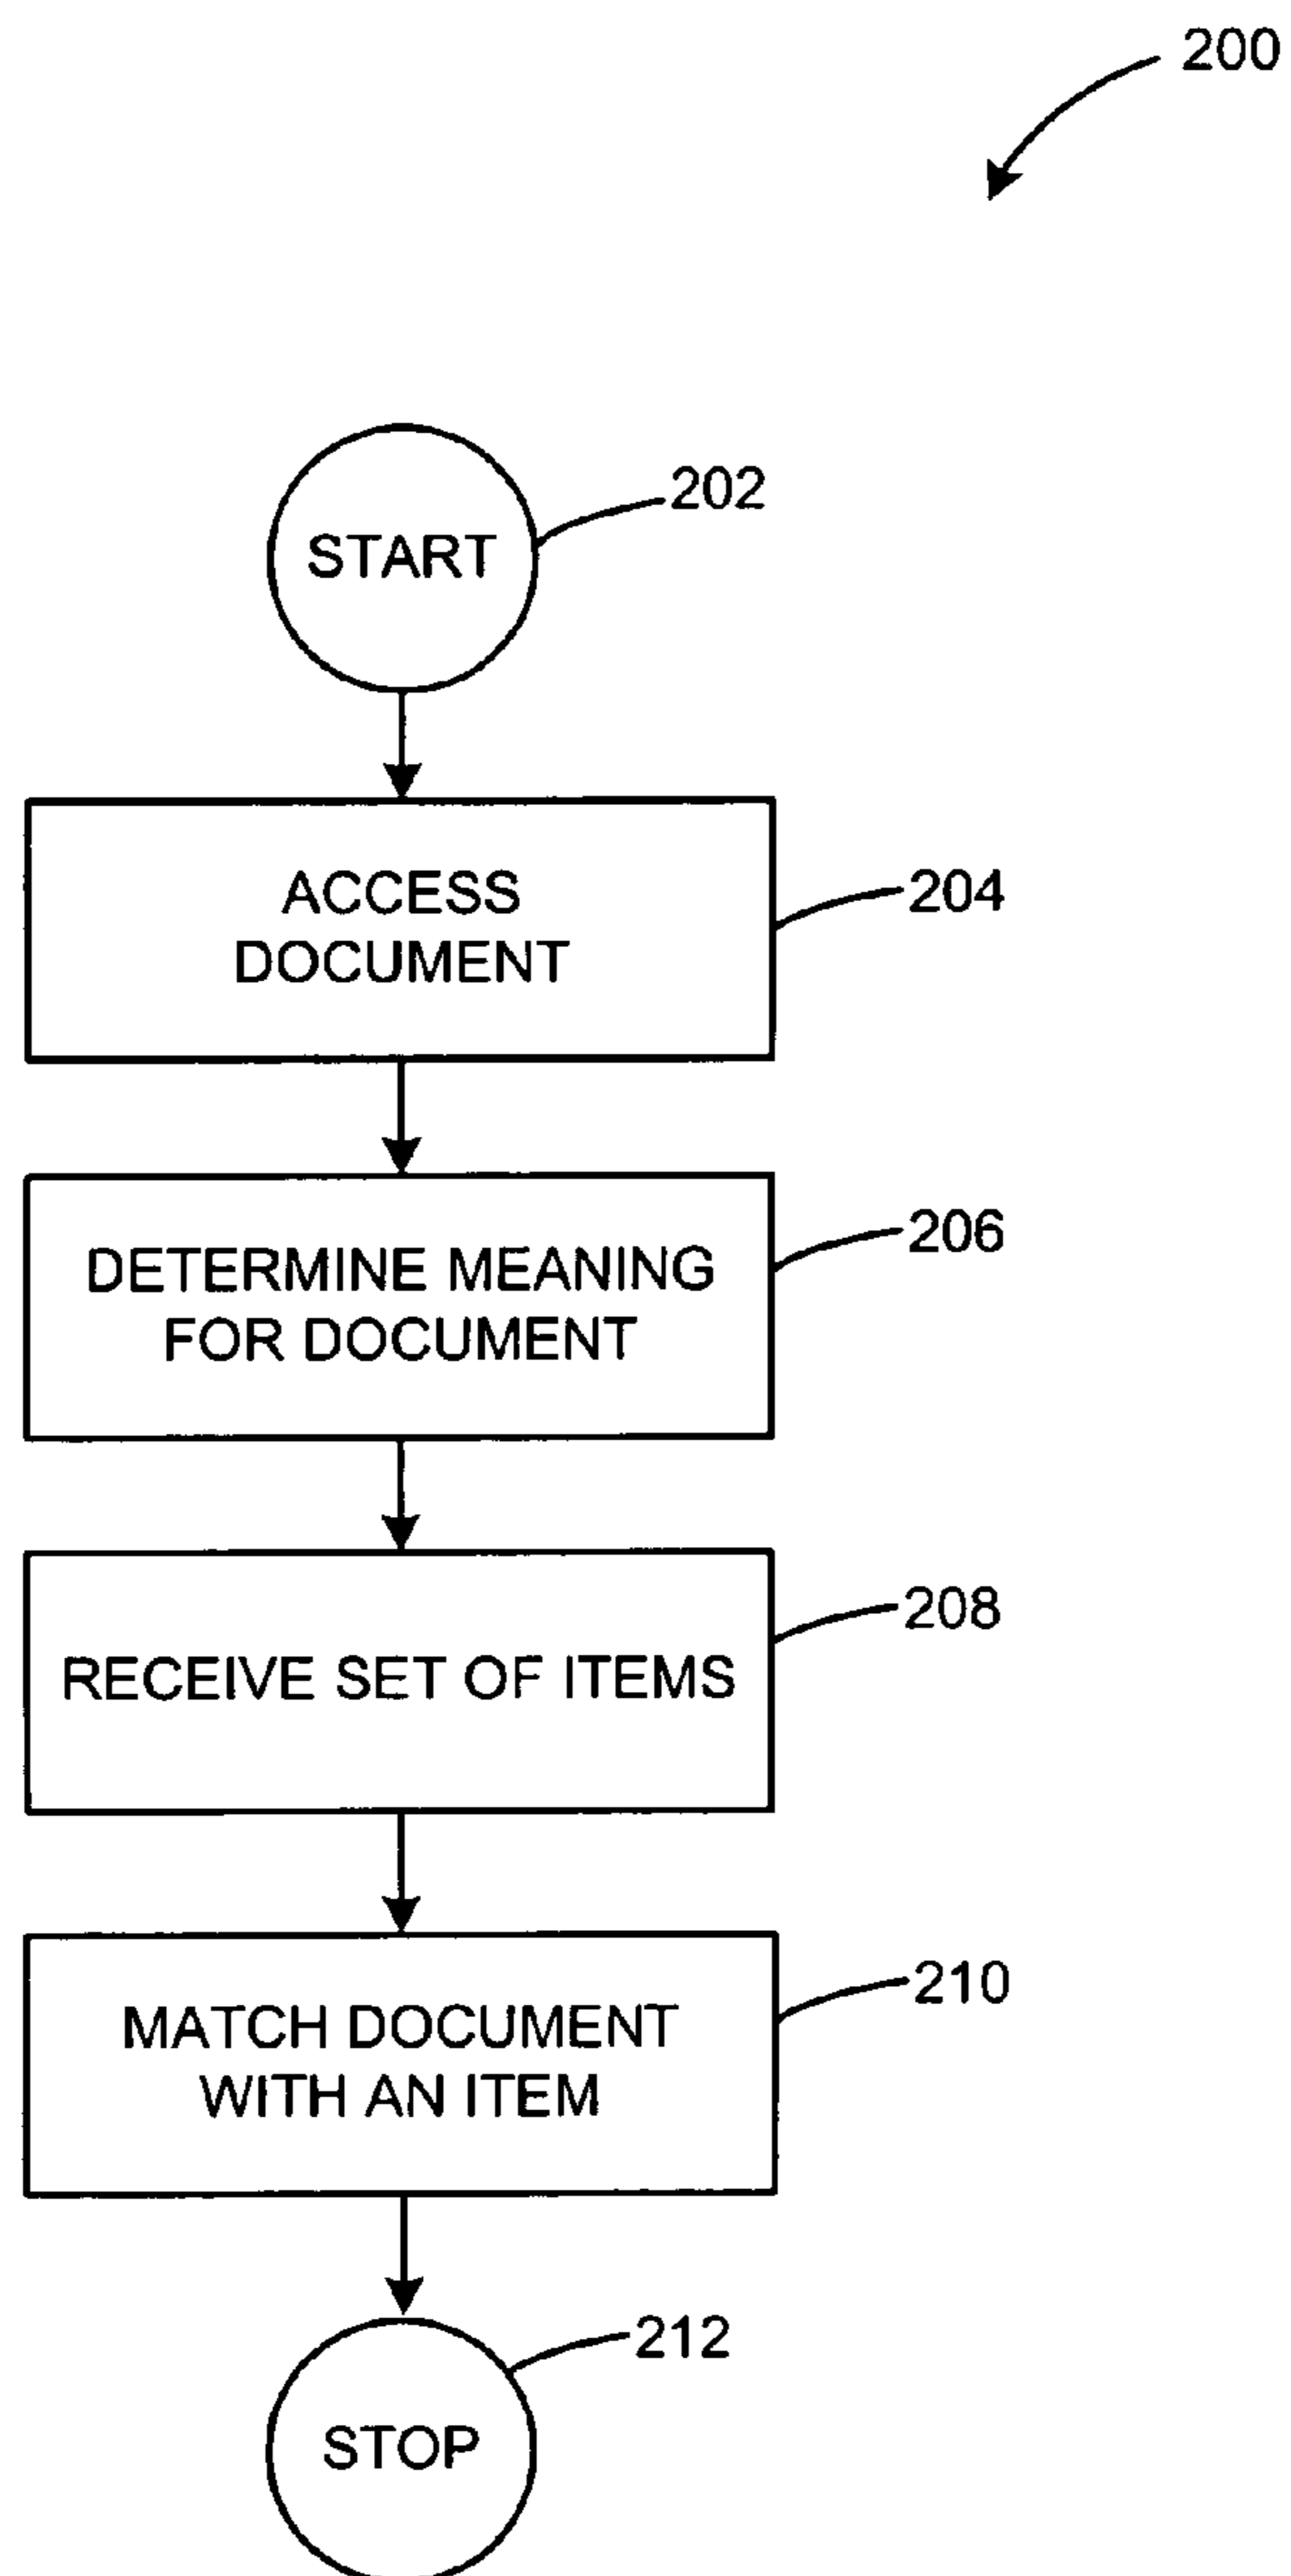 200
START
202
ACCESS
DOCUMENT
204
DETERMINE MEANING
FOR DOCUMENT
206
RECEIVE SET OF ITEMS
208
MATCH DOCUMENT
WITH AN ITEM
210
STOP
212